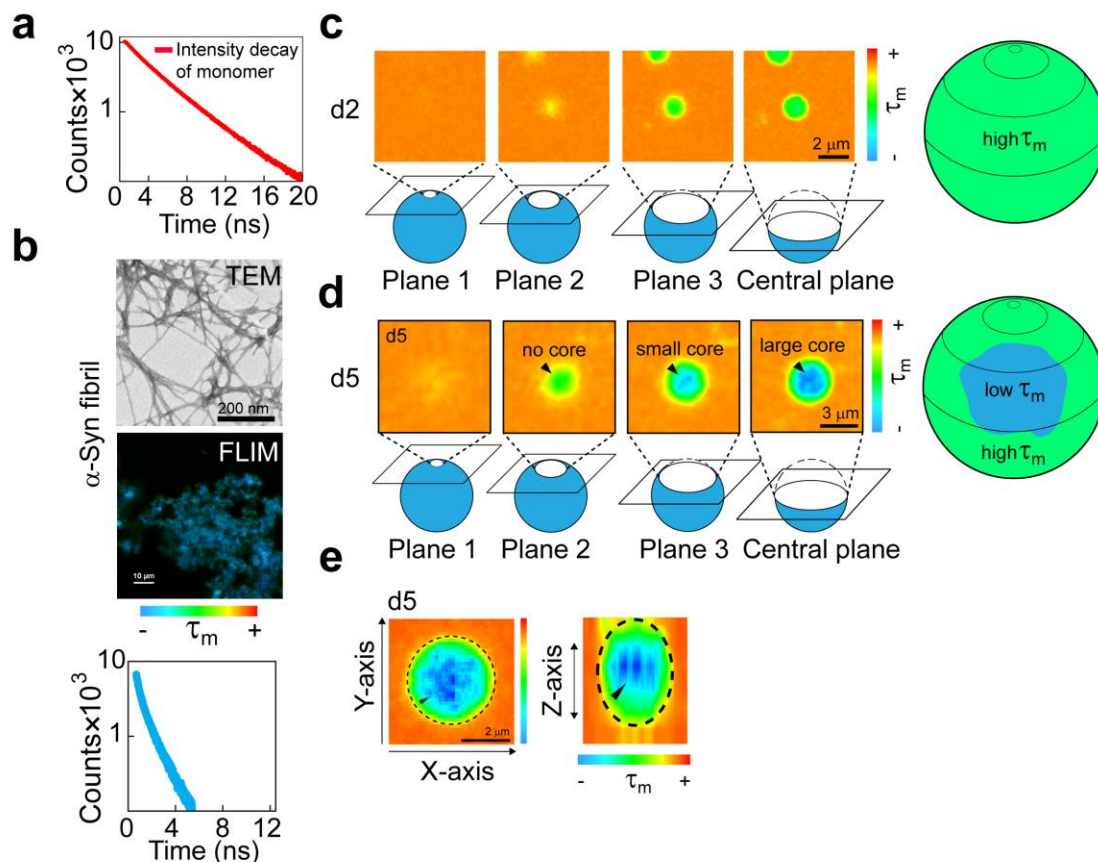 a
10
1
Counts×10³
Intensity decay
of monomer
0 4 8 12 16 20
Time (ns)
b
α-Syn fibril
TEM
200 nm
FLIM
10 µm
- τm +
10
1
Counts×10³
0 4 8 12
Time (ns)
c
d2
+
τm
-
2 µm
Plane 1 Plane 2 Plane 3 Central plane
high τm
d
d5
d5
no core
small core
large core
+
τm
-
3 µm
Plane 1 Plane 2 Plane 3 Central plane
low τm
high τm
e
d5
Y-axis
2 µm
X-axis
Z-axis
- τm +